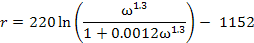 r = 220 ln ( ω^1.3 / (1 + 0.0012ω^1.3) ) − 1152